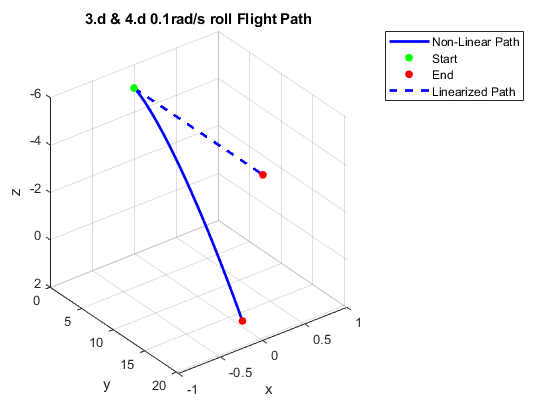 3.d & 4.d 0.1rad/s roll Flight Path
Non-Linear Path
Start
End
Linearized Path
-6
-4
-2
0
2
z
0
5
10
15
20
y
-1
-0.5
0
0.5
1
x